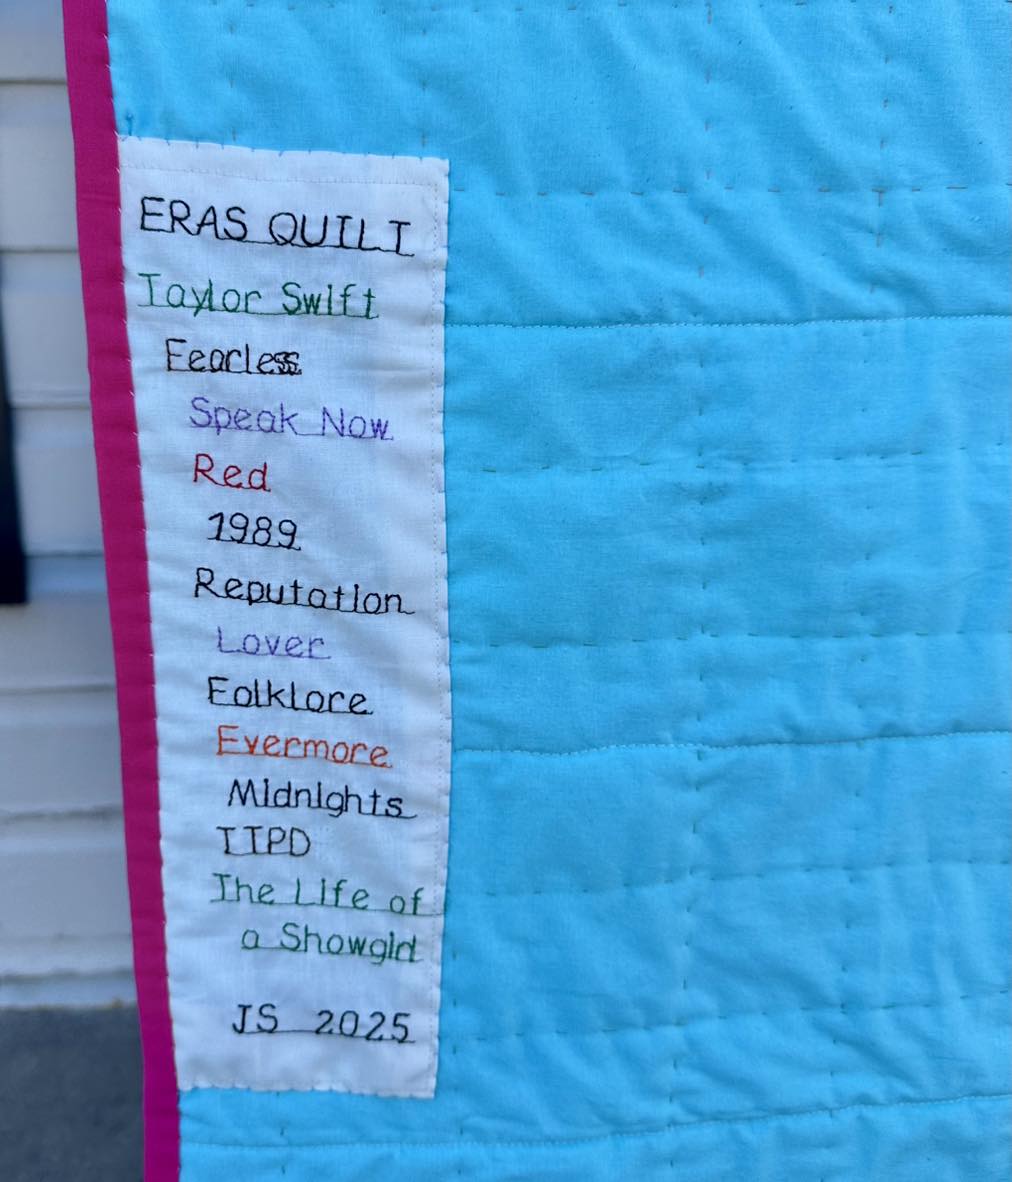 ERAS QUILT
Taylor Swift
Fearless
Speak Now
Red
1989
Reputation
Lover
Folklore
Evermore
Midnights
TTPD
The Life of
a Showgirl
JS 2025